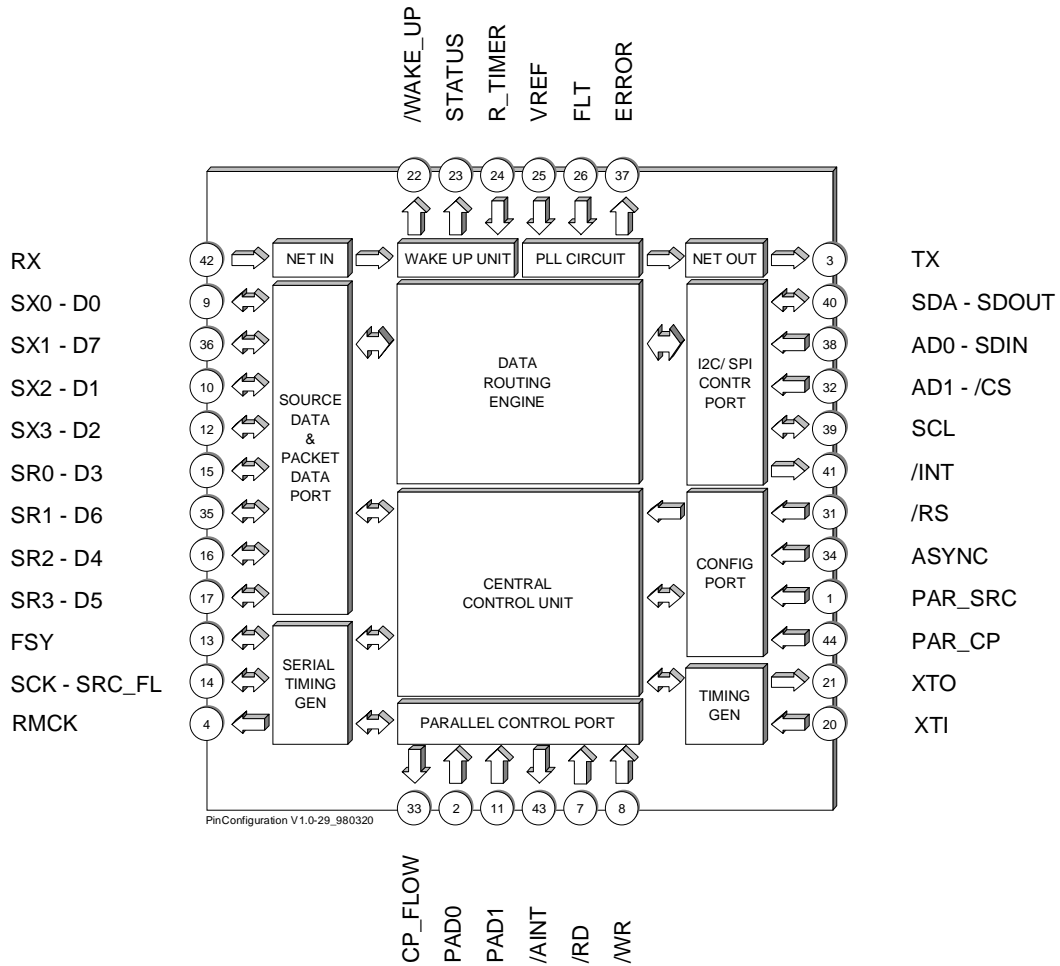 /WAKE_UP
STATUS
R_TIMER
VREF
FLT
ERROR
22
23
24
25
26
37
RX
42
NET IN
WAKE UP UNIT
PLL CIRCUIT
NET OUT
3
TX
SX0 - D0
9
SX1 - D7
36
SX2 - D1
10
SX3 - D2
12
SR0 - D3
15
SR1 - D6
35
SR2 - D4
16
SR3 - D5
17
FSY
13
SCK - SRC_FL
14
RMCK
4
SOURCE
DATA
&
PACKET
DATA
PORT
SERIAL
TIMING
GEN
DATA
ROUTING
ENGINE
CENTRAL
CONTROL UNIT
PARALLEL CONTROL PORT
I2C/ SPI
CONTR
PORT
CONFIG
PORT
TIMING
GEN
40
SDA - SDOUT
38
AD0 - SDIN
32
AD1 - /CS
39
SCL
41
/INT
31
/RS
34
ASYNC
1
PAR_SRC
44
PAR_CP
21
XTO
20
XTI
33
2
11
43
7
8
PinConfiguration V1.0-29_980320
CP_FLOW
PAD0
PAD1
/AINT
/RD
/WR